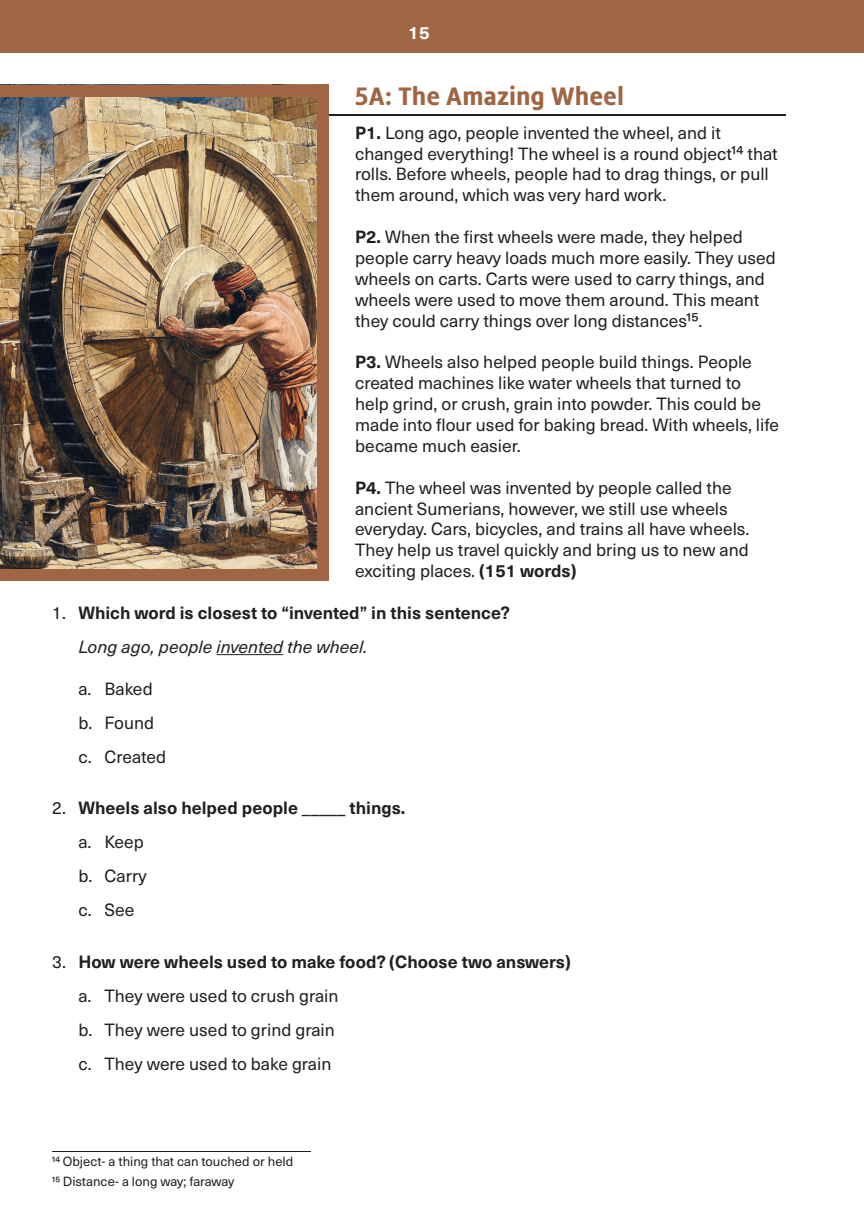 15
5A: The Amazing Wheel
P1. Long ago, people invented the wheel, and it
changed everything! The wheel is a round object¹⁴ that
rolls. Before wheels, people had to drag things, or pull
them around, which was very hard work.
P2. When the first wheels were made, they helped
people carry heavy loads much more easily. They used
wheels on carts. Carts were used to carry things, and
wheels were used to move them around. This meant
they could carry things over long distances¹⁵.
P3. Wheels also helped people build things. People
created machines like water wheels that turned to
help grind, or crush, grain into powder. This could be
made into flour used for baking bread. With wheels, life
became much easier.
P4. The wheel was invented by people called the
ancient Sumerians, however, we still use wheels
everyday. Cars, bicycles, and trains all have wheels.
They help us travel quickly and bring us to new and
exciting places. (151 words)
1. Which word is closest to “invented” in this sentence?
Long ago, people invented the wheel.
a. Baked
b. Found
c. Created
2. Wheels also helped people _____ things.
a. Keep
b. Carry
c. See
3. How were wheels used to make food? (Choose two answers)
a. They were used to crush grain
b. They were used to grind grain
c. They were used to bake grain
¹⁴ Object- a thing that can touched or held
¹⁵ Distance- a long way; faraway